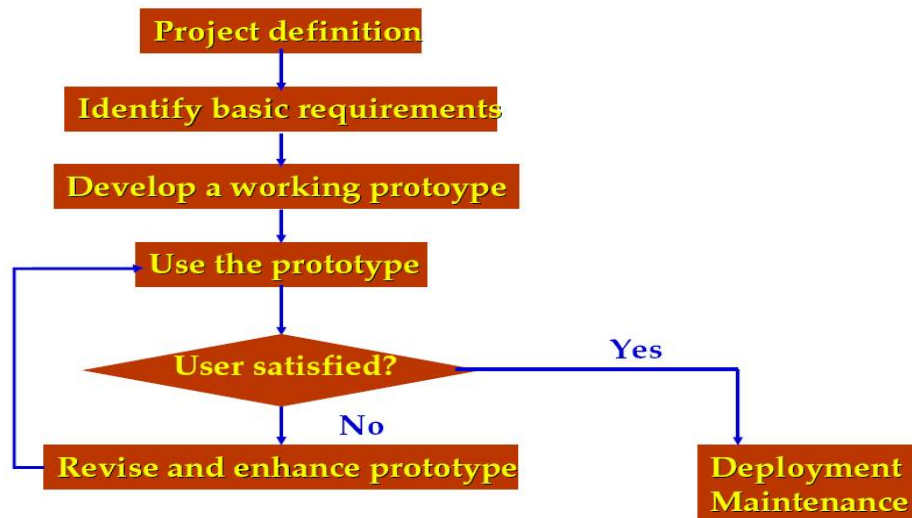 Project definition
Identify basic requirements
Develop a working protoype
Use the prototype
User satisfied?
Yes
No
Revise and enhance prototype
Deployment
Maintenance